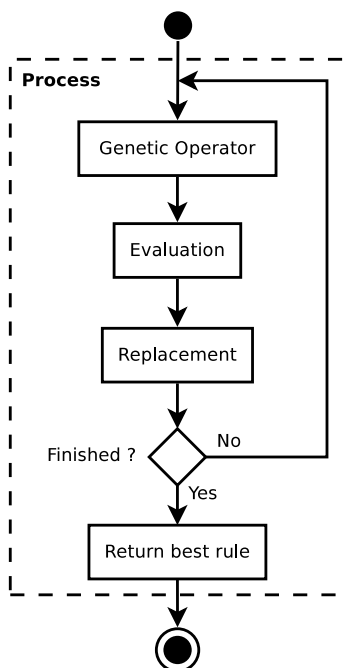 Process
Genetic Operator
Evaluation
Replacement
Finished ?
No
Yes
Return best rule